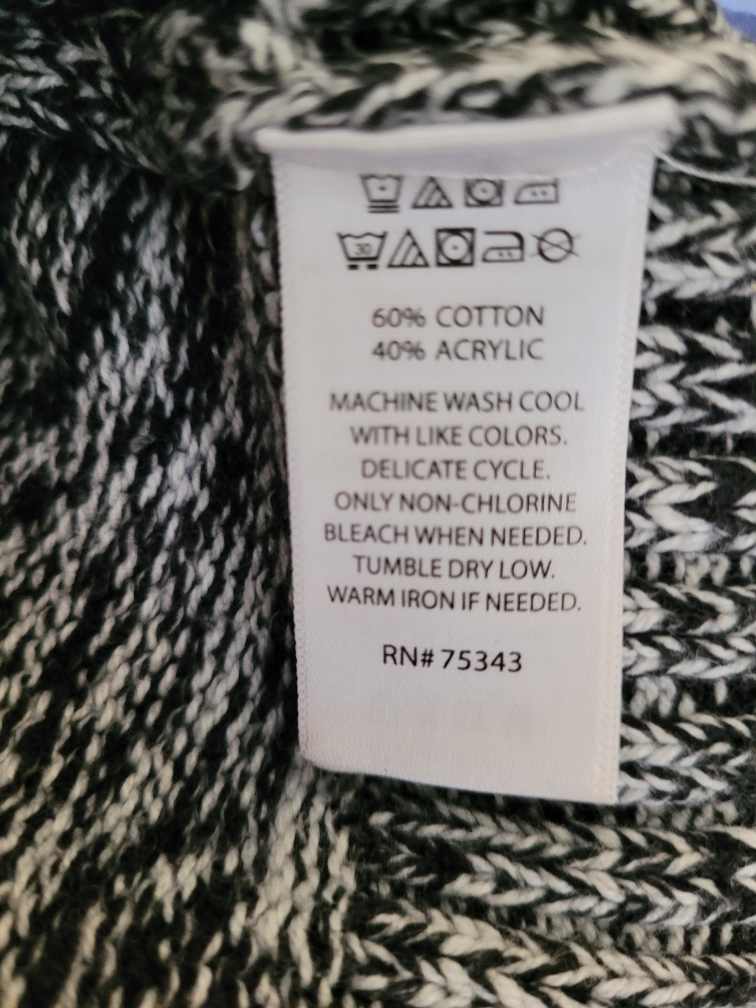 30
60% COTTON
40% ACRYLIC
MACHINE WASH COOL
WITH LIKE COLORS.
DELICATE CYCLE.
ONLY NON-CHLORINE
BLEACH WHEN NEEDED.
TUMBLE DRY LOW.
WARM IRON IF NEEDED.
RN# 75343